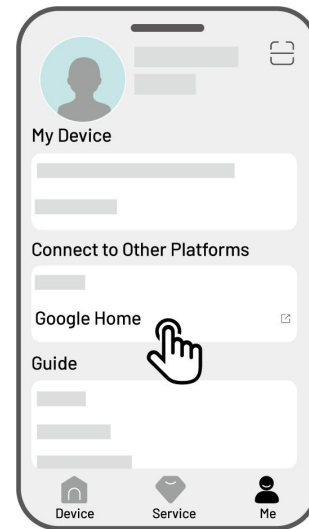 My Device
Connect to Other Platforms
Google Home
Guide
Device Service Me